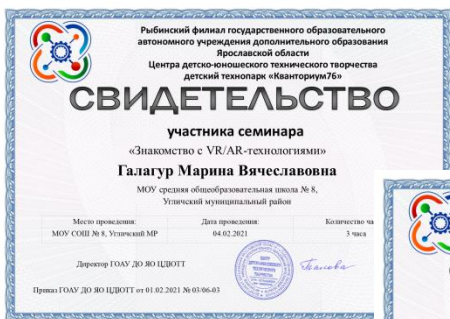 Рыбинский филиал государственного образовательного
автономного учреждения дополнительного образования
Ярославской области
Центра детско-юношеского технического творчества
детский технопарк «Кванториум76»
СВИДЕТЕЛЬСТВО
участника семинара
«Знакомство с VR/AR-технологиями»
Галагур Марина Вячеславовна
МОУ средняя общеобразовательная школа № 8,
Угличский муниципальный район
Место проведения: Дата проведения: Количество ча
МОУ СОШ № 8, Угличский МР 04.02.2021 3 часа
Директор ГОАУ ДО ЯО ЦДЮТТ
Приказ ГОАУ ДО ЯО ЦДЮТТ от 01.02.2021 № 03/06-03